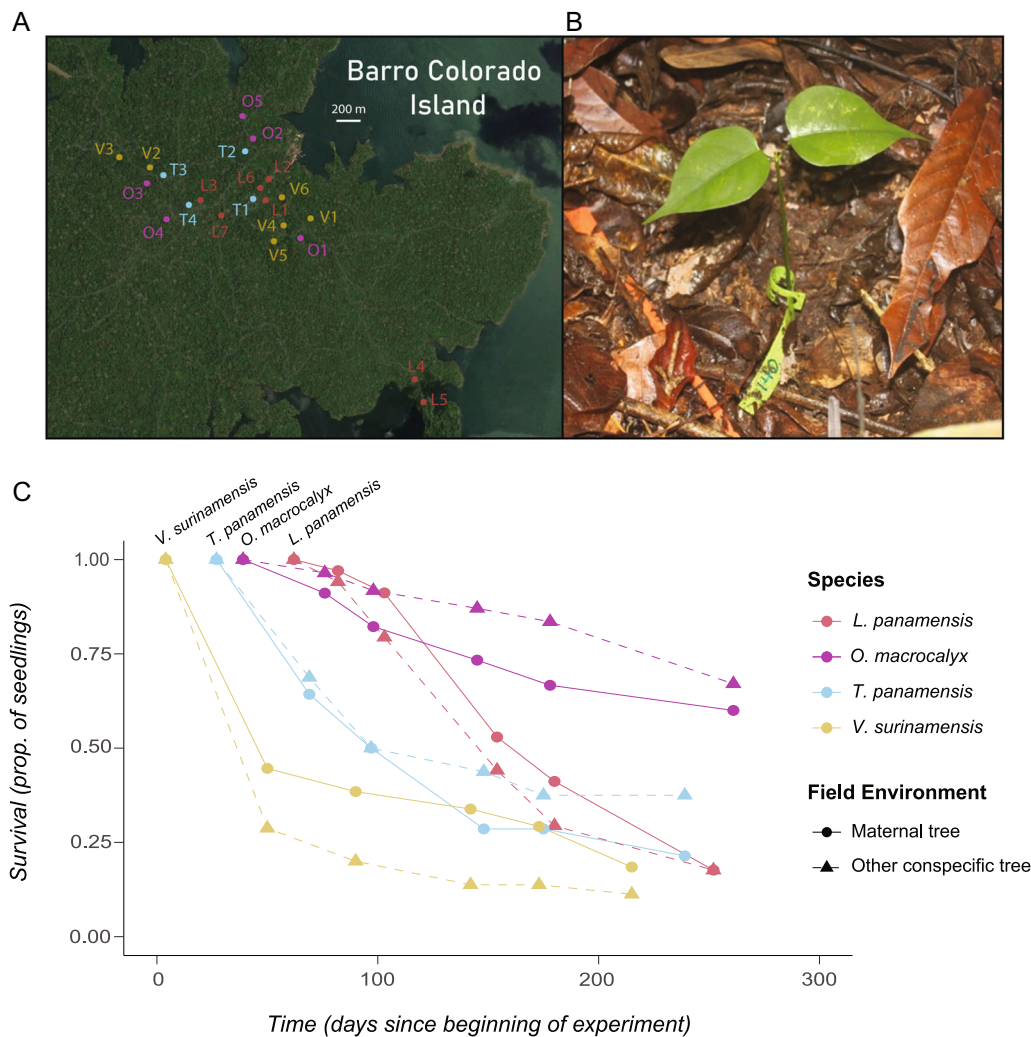 A
B
Barro Colorado
Island
200 m
O5
O2
T2
V3
V2
T3
L2
L6
L3
V6
O3
T1
L1
T4
V1
O4
L7
V4
V5
O1
L4
L5
C
V. surinamensis
T. panamensis
O. macrocalyx
L. panamensis
1.00
0.75
0.50
0.25
0.00
Survival (prop. of seedlings)
0
100
200
300
Time (days since beginning of experiment)
Species
L. panamensis
O. macrocalyx
T. panamensis
V. surinamensis
Field Environment
Maternal tree
Other conspecific tree